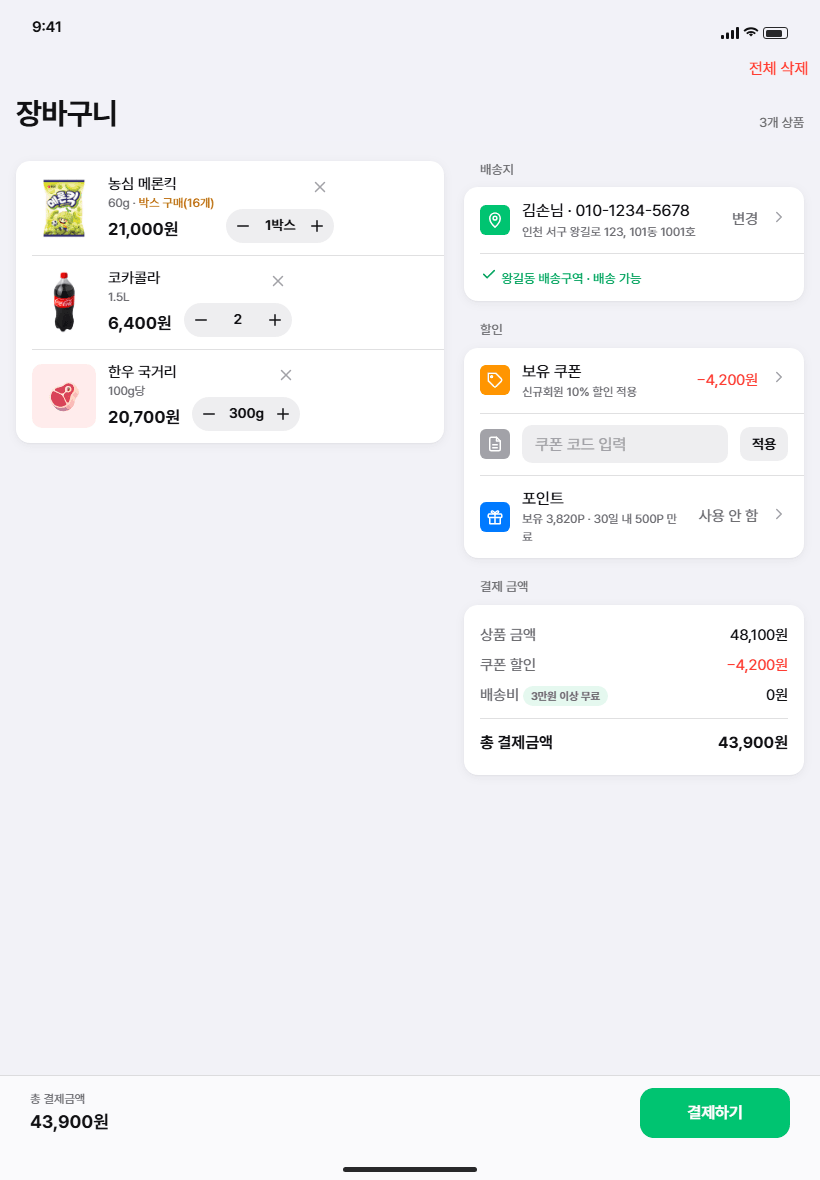 9:41
전체 삭제
장바구니
3개 상품
농심 메론킥
60g · 박스 구매(16개)
21,000원
1박스
코카콜라
1.5L
6,400원
2
한우 국거리
100g당
20,700원
300g
배송지
김손님 · 010-1234-5678
인천 서구 왕길로 123, 101동 1001호
변경
왕길동 배송구역 · 배송 가능
할인
보유 쿠폰
신규회원 10% 할인 적용
−4,200원
쿠폰 코드 입력
적용
포인트
보유 3,820P · 30일 내 500P 만
료
사용 안 함
결제 금액
상품 금액 48,100원
쿠폰 할인 −4,200원
배송비 3만원 이상 무료 0원
총 결제금액 43,900원
총 결제금액
43,900원
결제하기